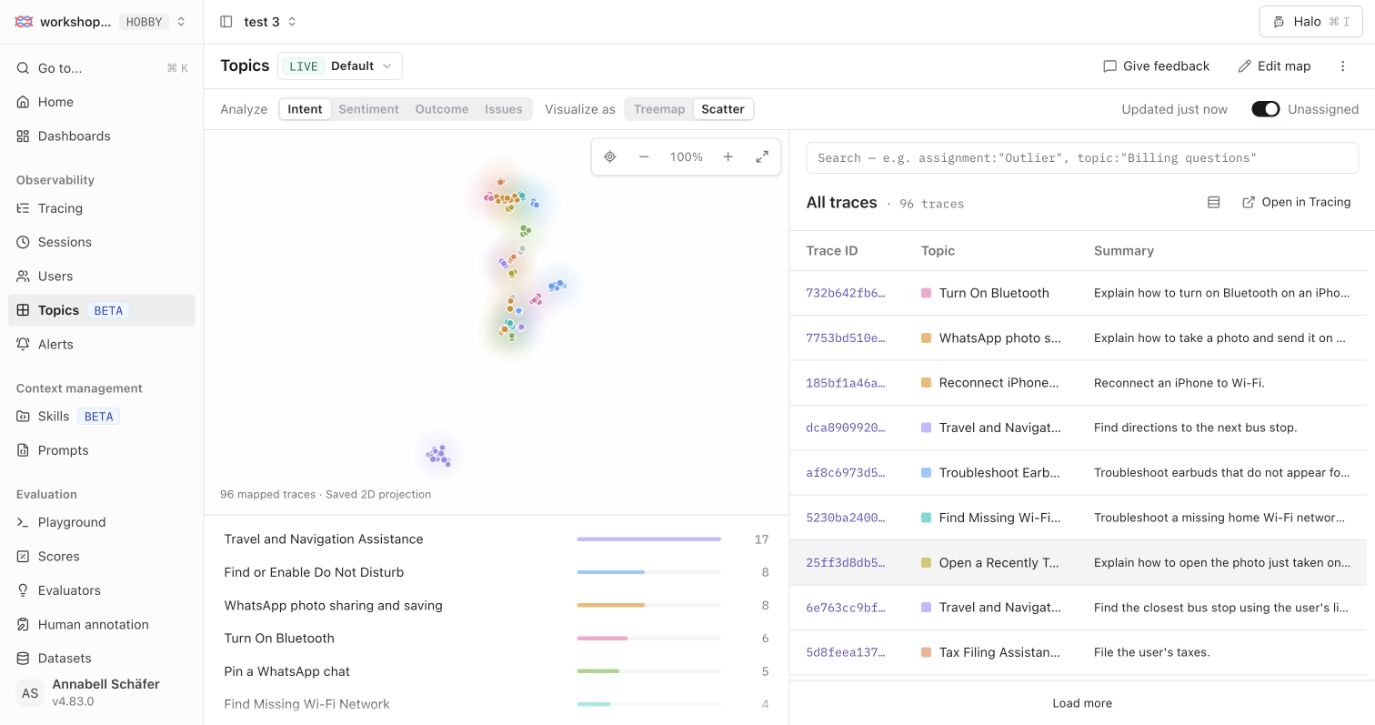 workshop... HOBBY
test 3
Halo ⌘ I
Go to... ⌘ K
Home
Dashboards
Observability
Tracing
Sessions
Users
Topics BETA
Alerts
Context management
Skills BETA
Prompts
Evaluation
Playground
Scores
Evaluators
Human annotation
Datasets
AS
Annabell Schäfer
v4.83.0
Topics LIVE Default
Give feedback Edit map
Analyze Intent Sentiment Outcome Issues Visualize as Treemap Scatter
Updated just now Unassigned
100%
96 mapped traces · Saved 2D projection
Travel and Navigation Assistance 17
Find or Enable Do Not Disturb 8
WhatsApp photo sharing and saving 8
Turn On Bluetooth 6
Pin a WhatsApp chat 5
Find Missing Wi-Fi Network 4
Search — e.g. assignment:"Outlier", topic:"Billing questions"
All traces · 96 traces Open in Tracing
Trace ID Topic Summary
732b642fb6… Turn On Bluetooth Explain how to turn on Bluetooth on an iPho...
7753bd510e… WhatsApp photo s... Explain how to take a photo and send it on ...
185bf1a46a… Reconnect iPhone... Reconnect an iPhone to Wi-Fi.
dca8909920… Travel and Navigat... Find directions to the next bus stop.
af8c6973d5… Troubleshoot Earb... Troubleshoot earbuds that do not appear fo...
5230ba2400… Find Missing Wi-Fi... Troubleshoot a missing home Wi-Fi networ...
25ff3d8db5… Open a Recently T... Explain how to open the photo just taken on...
6e763cc9bf… Travel and Navigat... Find the closest bus stop using the user's li...
5d8feea137… Tax Filing Assistan... File the user's taxes.
Load more